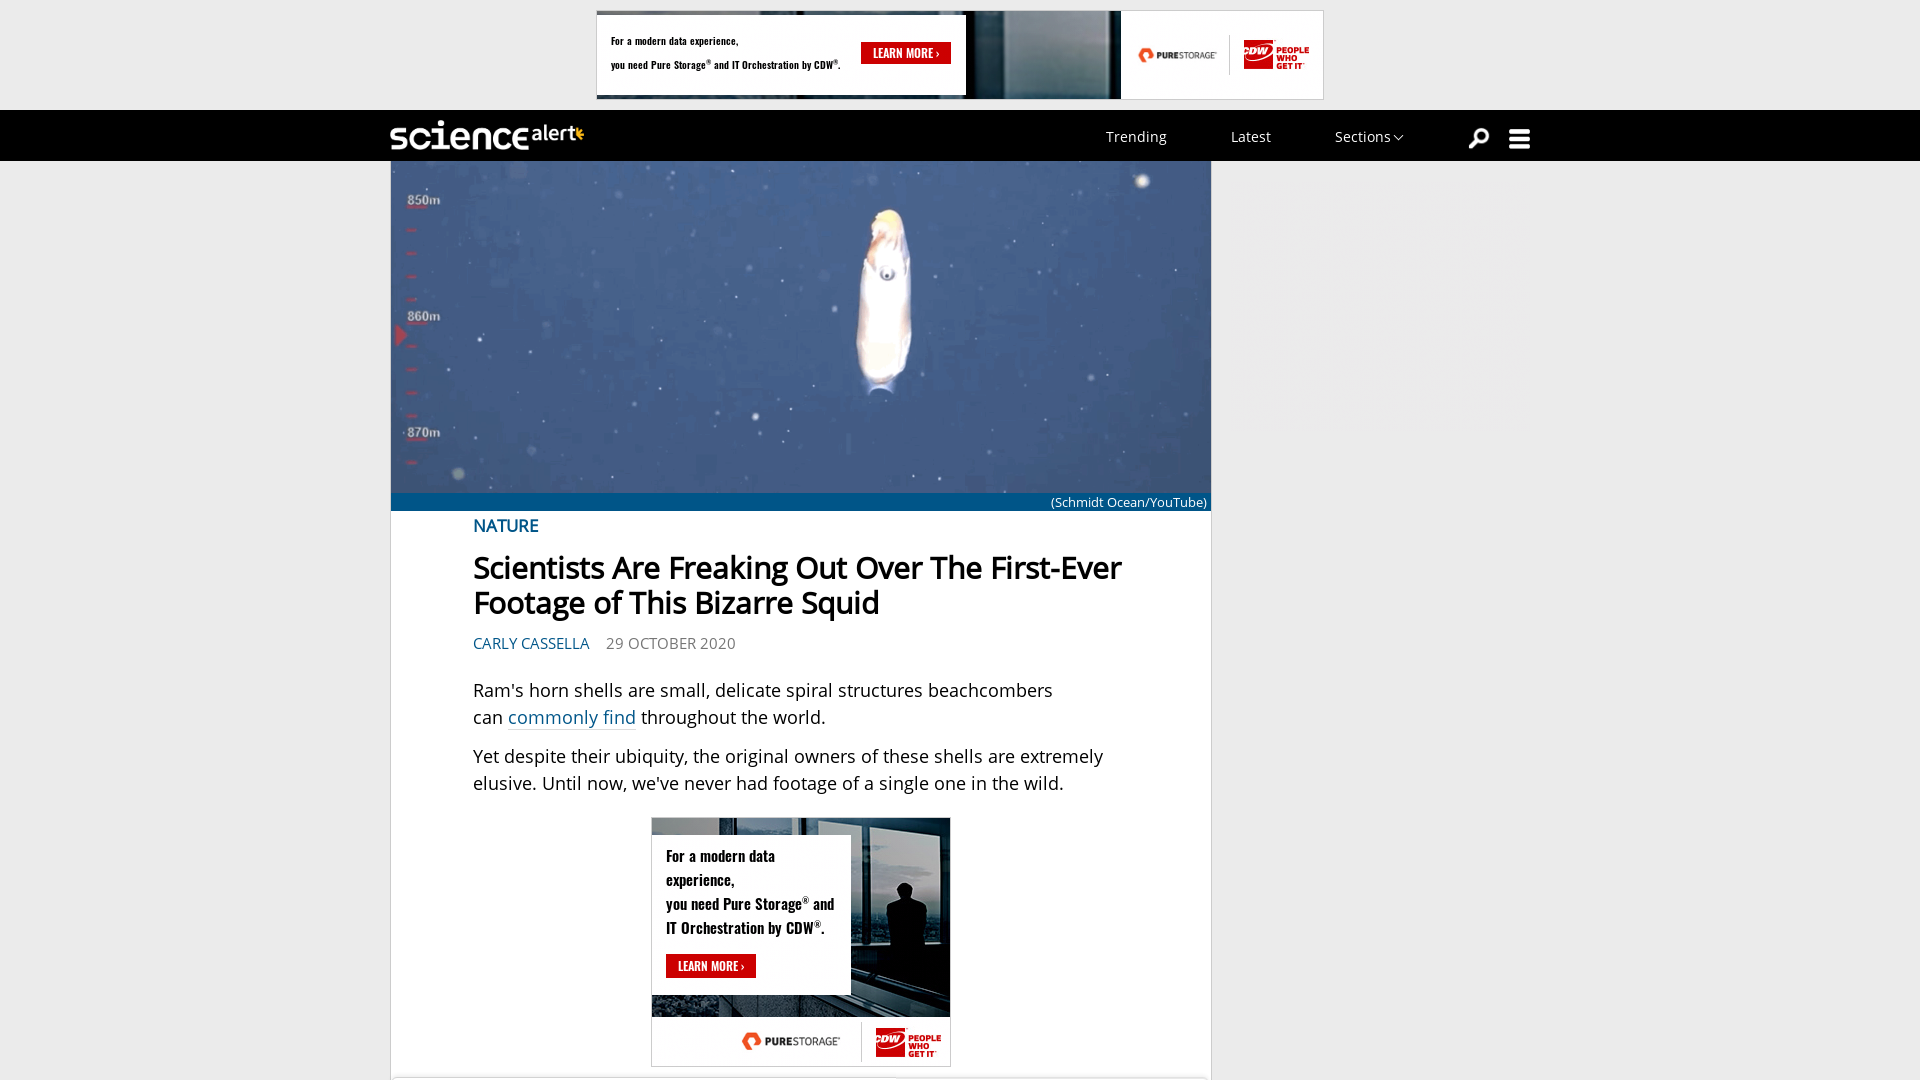 For a modern data experience,
you need Pure Storage® and IT Orchestration by CDW®.
LEARN MORE ›
PURESTORAGE®
CDW
PEOPLE
WHO
GET IT
science alert
Trending
Latest
Sections
850m
860m
870m
(Schmidt Ocean/YouTube)
NATURE
Scientists Are Freaking Out Over The First-Ever
Footage of This Bizarre Squid
CARLY CASSELLA 29 OCTOBER 2020
Ram's horn shells are small, delicate spiral structures beachcombers
can commonly find throughout the world.
Yet despite their ubiquity, the original owners of these shells are extremely
elusive. Until now, we've never had footage of a single one in the wild.
For a modern data
experience,
you need Pure Storage® and
IT Orchestration by CDW®.
LEARN MORE ›
PURESTORAGE®
CDW
PEOPLE
WHO
GET IT